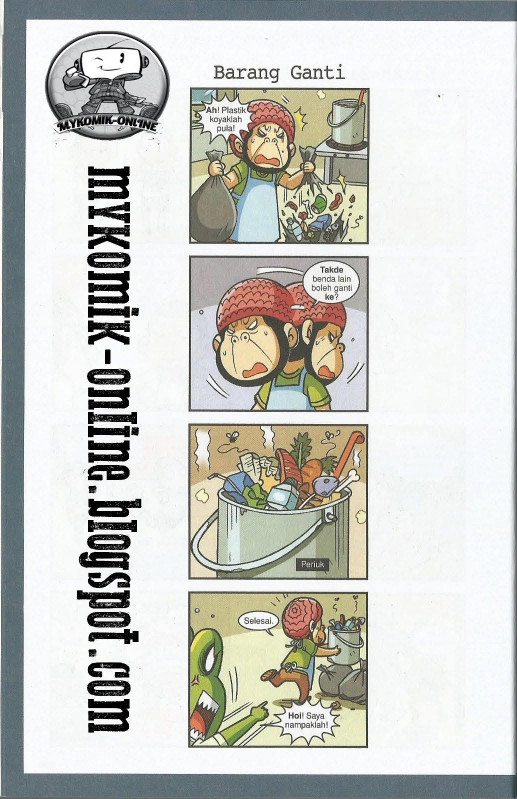 MYKOMIK-ONLINE
mykomik-online.blogspot.com
Barang Ganti
Ah! Plastik
koyaklah
pula!
Takde
benda lain
boleh ganti
ke?
Periuk
Selesai.
Hoi! Saya
nampaklah!